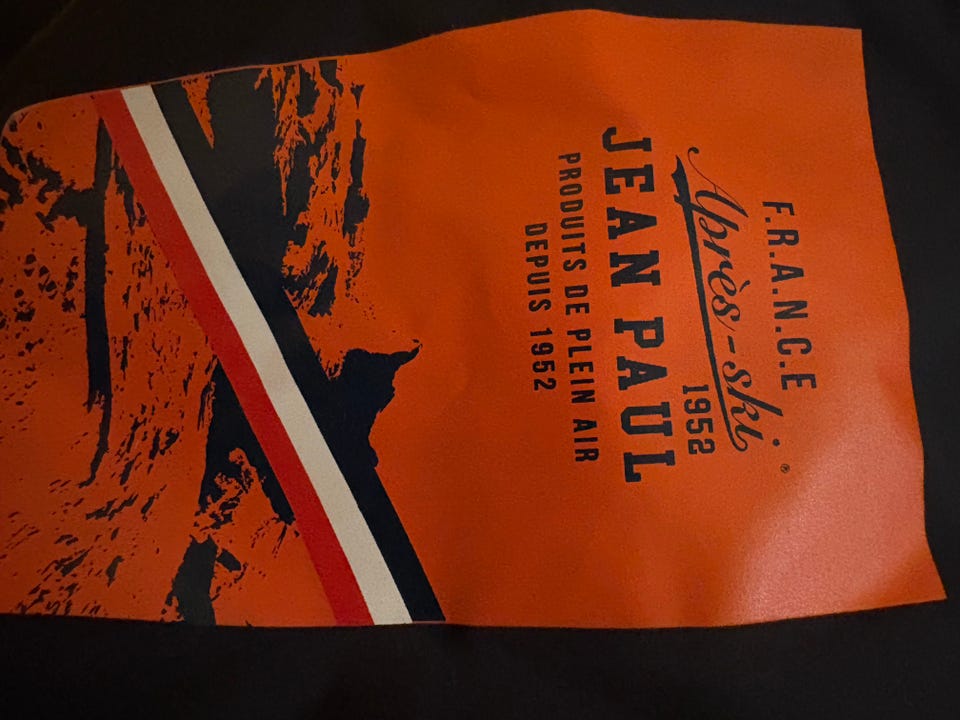 F.R.A.N.C.E
Après-ski ®
1952
JEAN PAUL
PRODUITS DE PLEIN AIR
DEPUIS 1952